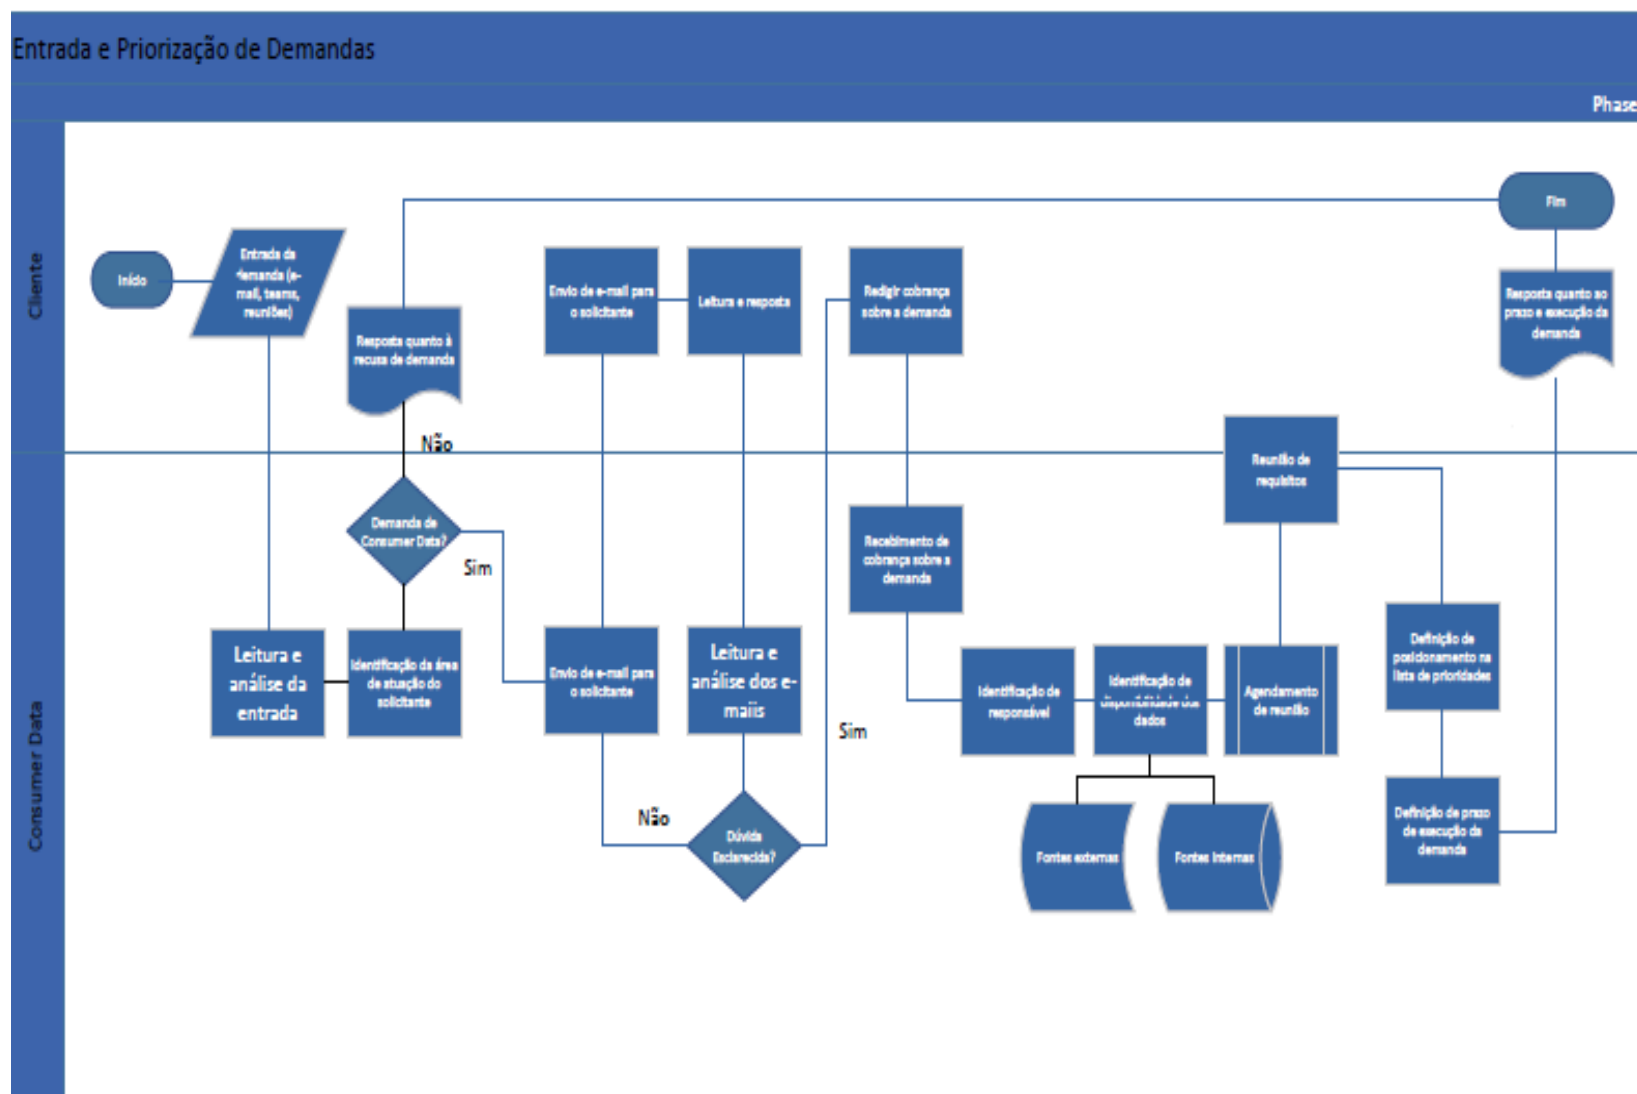 Entrada e Priorização de Demandas
Phase
Cliente
Início
Entrada da
demanda (e-
mail, teams,
reuniões)
Resposta quanto à
recusa de demanda
Envio de e-mail para
o solicitante
Leitura e resposta
Redigir cobrança
sobre a demanda
Fim
Resposta quanto ao
prazo e execução da
demanda
Não
Reunião de
requisitos
Consumer Data
Demanda de
Consumer Data?
Sim
Recebimento de
cobrança sobre a
demanda
Leitura e
análise da
entrada
Identificação da área
de atuação do
solicitante
Envio de e-mail para
o solicitante
Leitura e
análise dos e-
maiis
Sim
Identificação de
responsável
Identificação de
disponibilidade dos
dados
Agendamento
de reunião
Definição de
posicionamento na
lista de prioridades
Não
Dúvida
Esclarecida?
Fontes externas
Fontes internas
Definição de prazo
de execução da
demanda